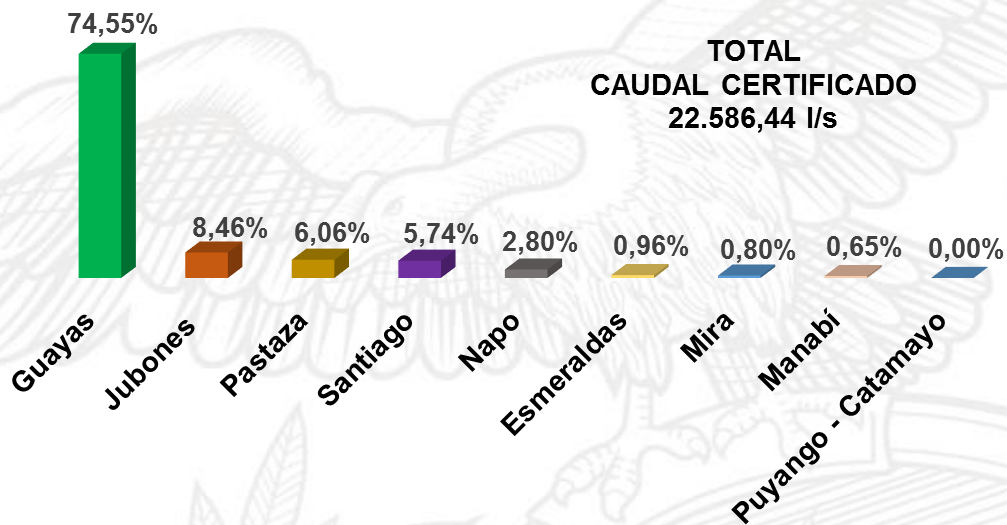 74,55%
TOTAL
CAUDAL CERTIFICADO
22.586,44 l/s
8,46%
6,06%
5,74%
2,80%
0,96%
0,80%
0,65%
0,00%
Guayas
Jubones
Pastaza
Santiago
Napo
Esmeraldas
Mira
Manabí
Puyango - Catamayo